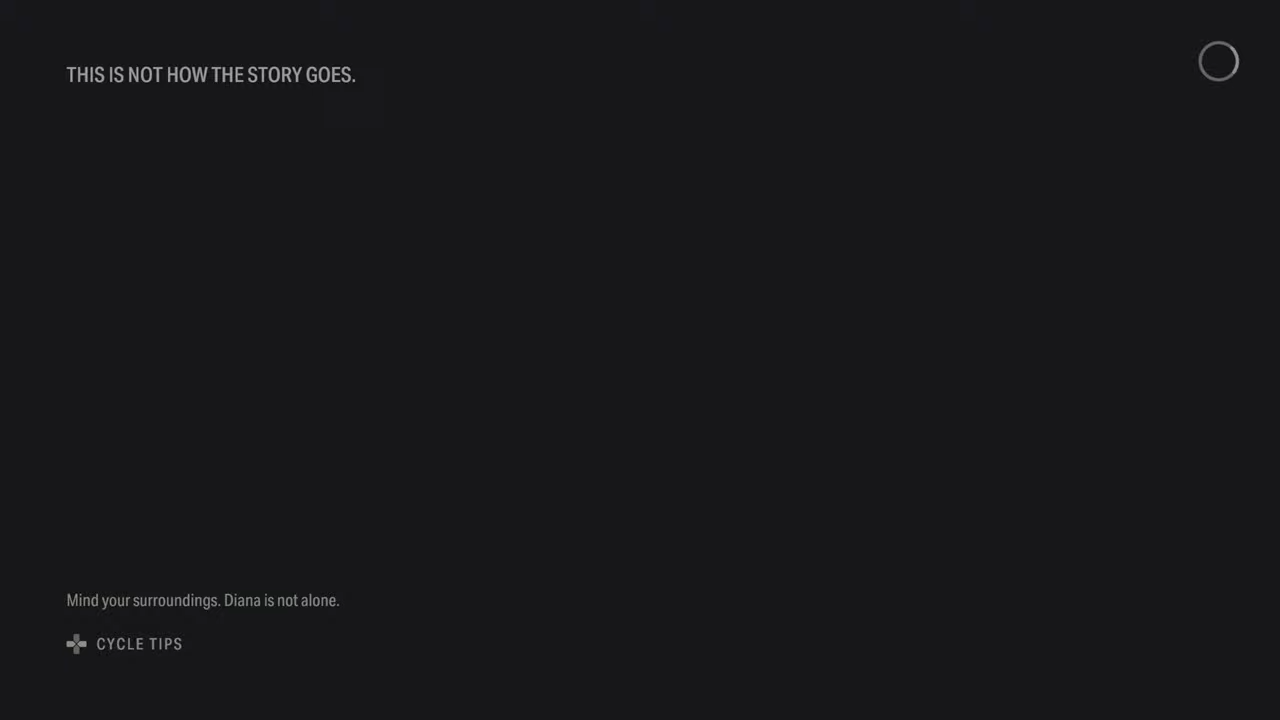 THIS IS NOT HOW THE STORY GOES.
Mind your surroundings. Diana is not alone.
CYCLE TIPS